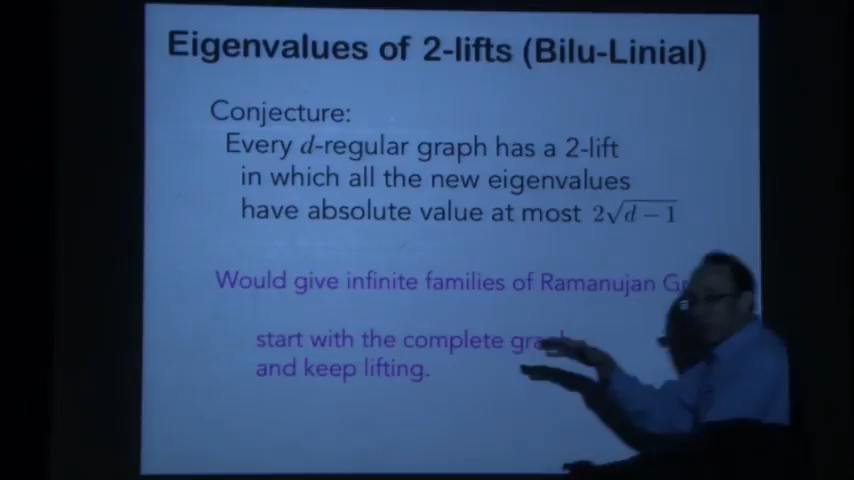 Eigenvalues of 2-lifts (Bilu-Linial)
Conjecture:
Every d-regular graph has a 2-lift
in which all the new eigenvalues
have absolute value at most 2√(d − 1)
Would give infinite families of Ramanujan
start with the complete
and keep lifting.